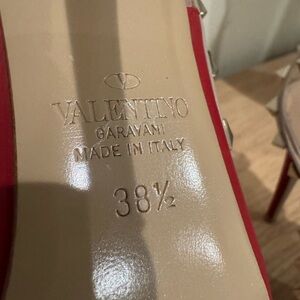 V
VALENTINO
GARAVANI
MADE IN ITALY
38½